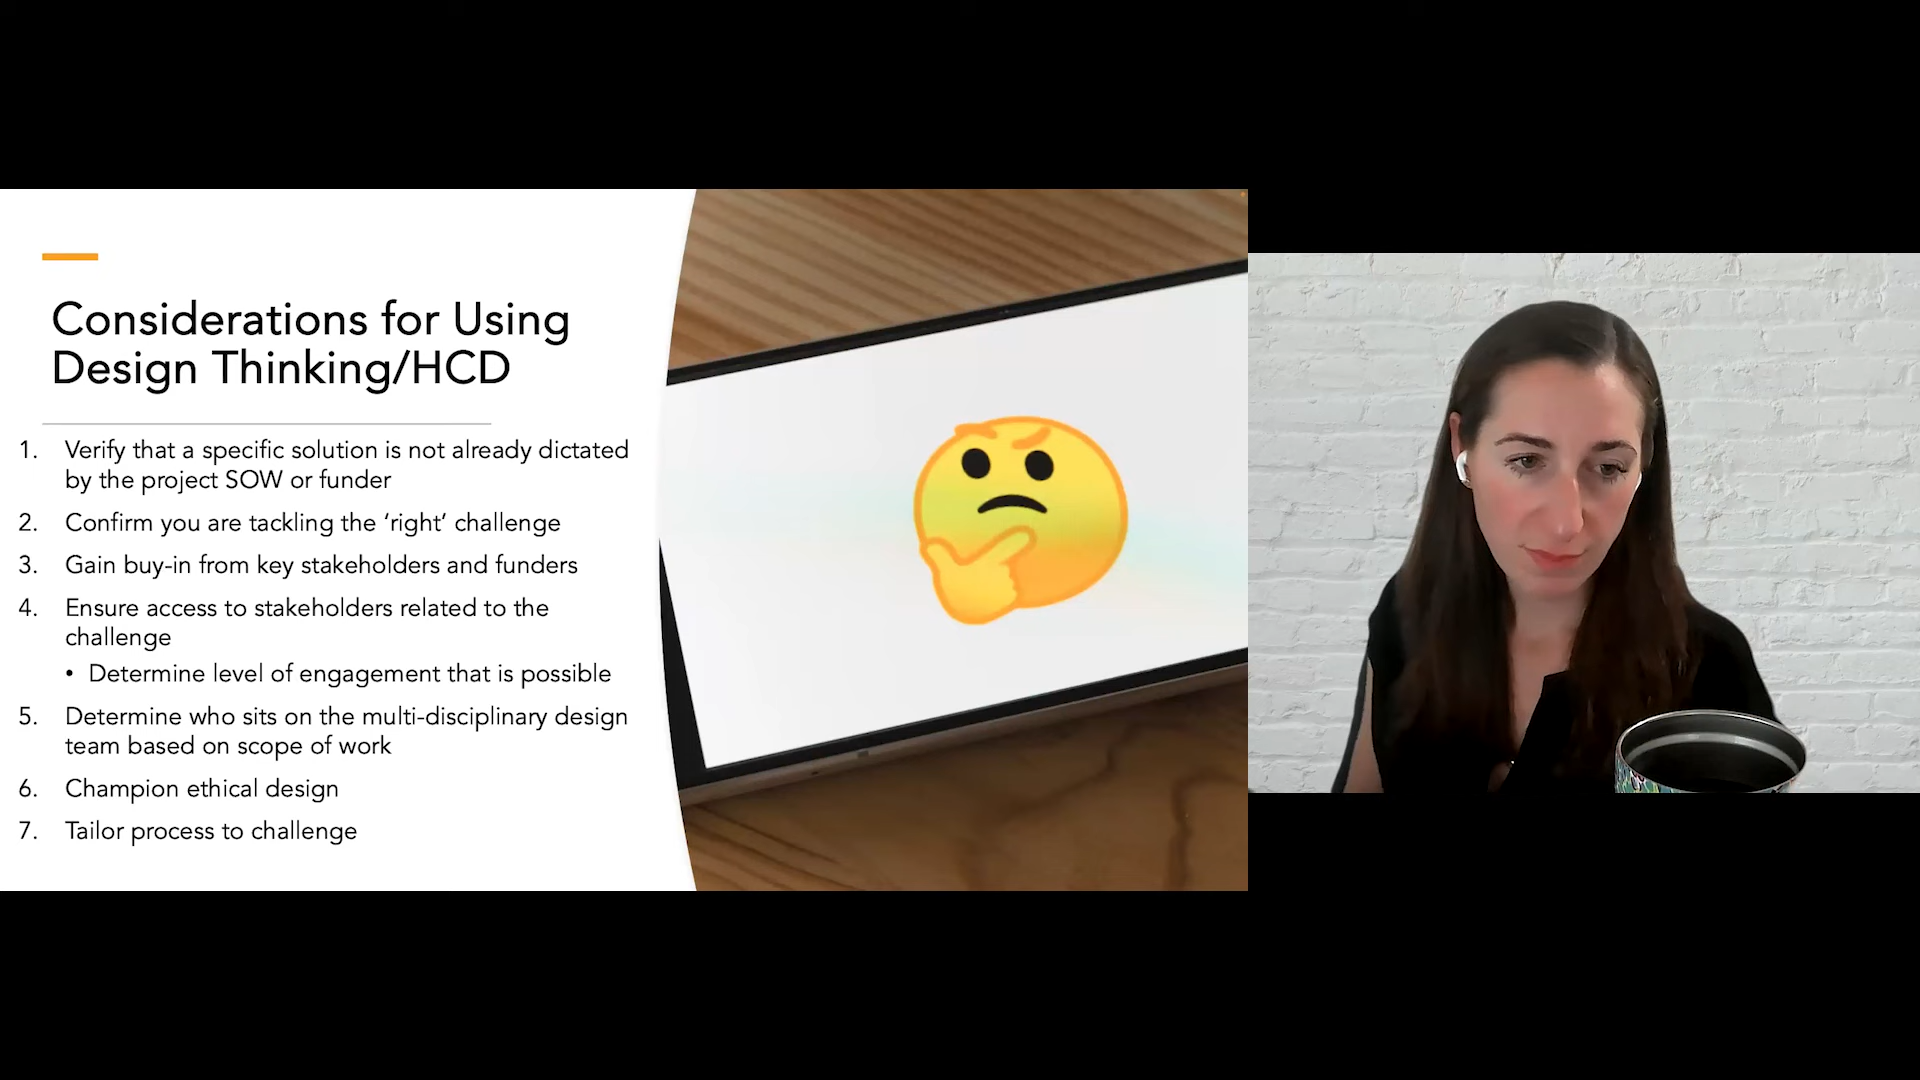 Considerations for Using
Design Thinking/HCD
1. Verify that a specific solution is not already dictated
by the project SOW or funder
2. Confirm you are tackling the ‘right’ challenge
3. Gain buy-in from key stakeholders and funders
4. Ensure access to stakeholders related to the
challenge
• Determine level of engagement that is possible
5. Determine who sits on the multi-disciplinary design
team based on scope of work
6. Champion ethical design
7. Tailor process to challenge